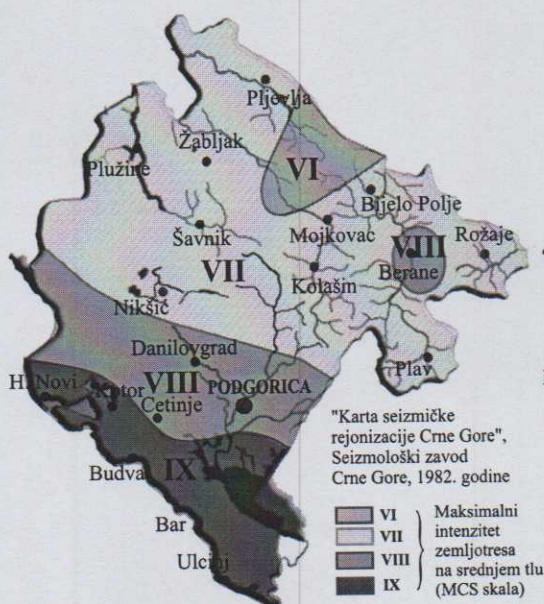 Pljevlja
Žabljak
Plužine
VI
Bijelo Polje
Šavnik
Mojkovac
VIII
Rožaje
VII
Berane
Kolašin
Nikšić
Danilovgrad
Plav
H. Novi
Kotor
VIII
PODGORICA
Cetinje
Budva
IX
Bar
Ulcinj
"Karta seizmičke
rejonizacije Crne Gore",
Seizmološki zavod
Crne Gore, 1982. godine
VI
VII
VIII
IX
Maksimalni
intenzitet
zemljotresa
na srednjem tlu
(MCS skala)